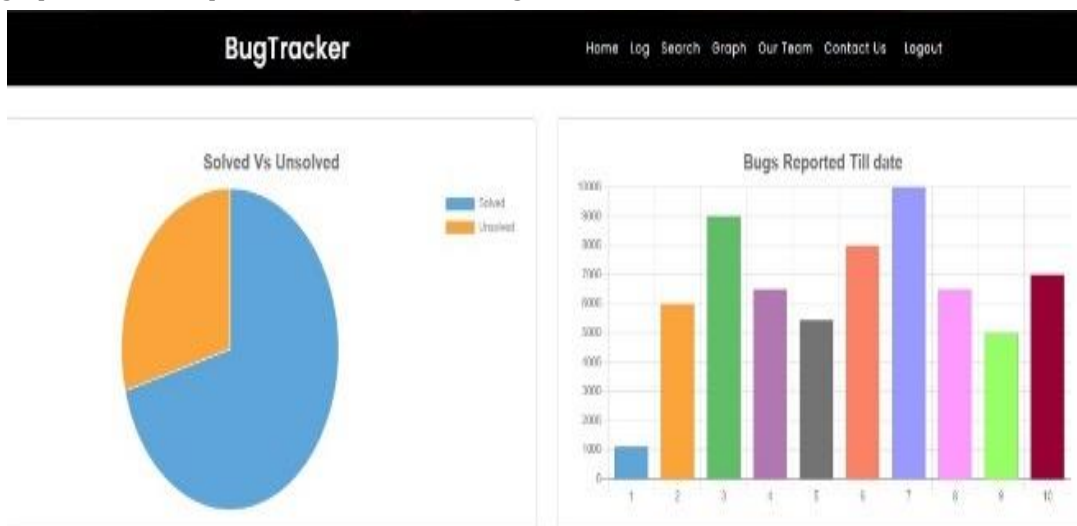 BugTracker
Home Log Search Graph Our Team Contact Us Logout
Solved Vs Unsolved
Solved
Unsolved
Bugs Reported Till date
10000
9000
8000
7000
6000
5000
4000
3000
2000
1000
0
1 2 3 4 5 6 7 8 9 10